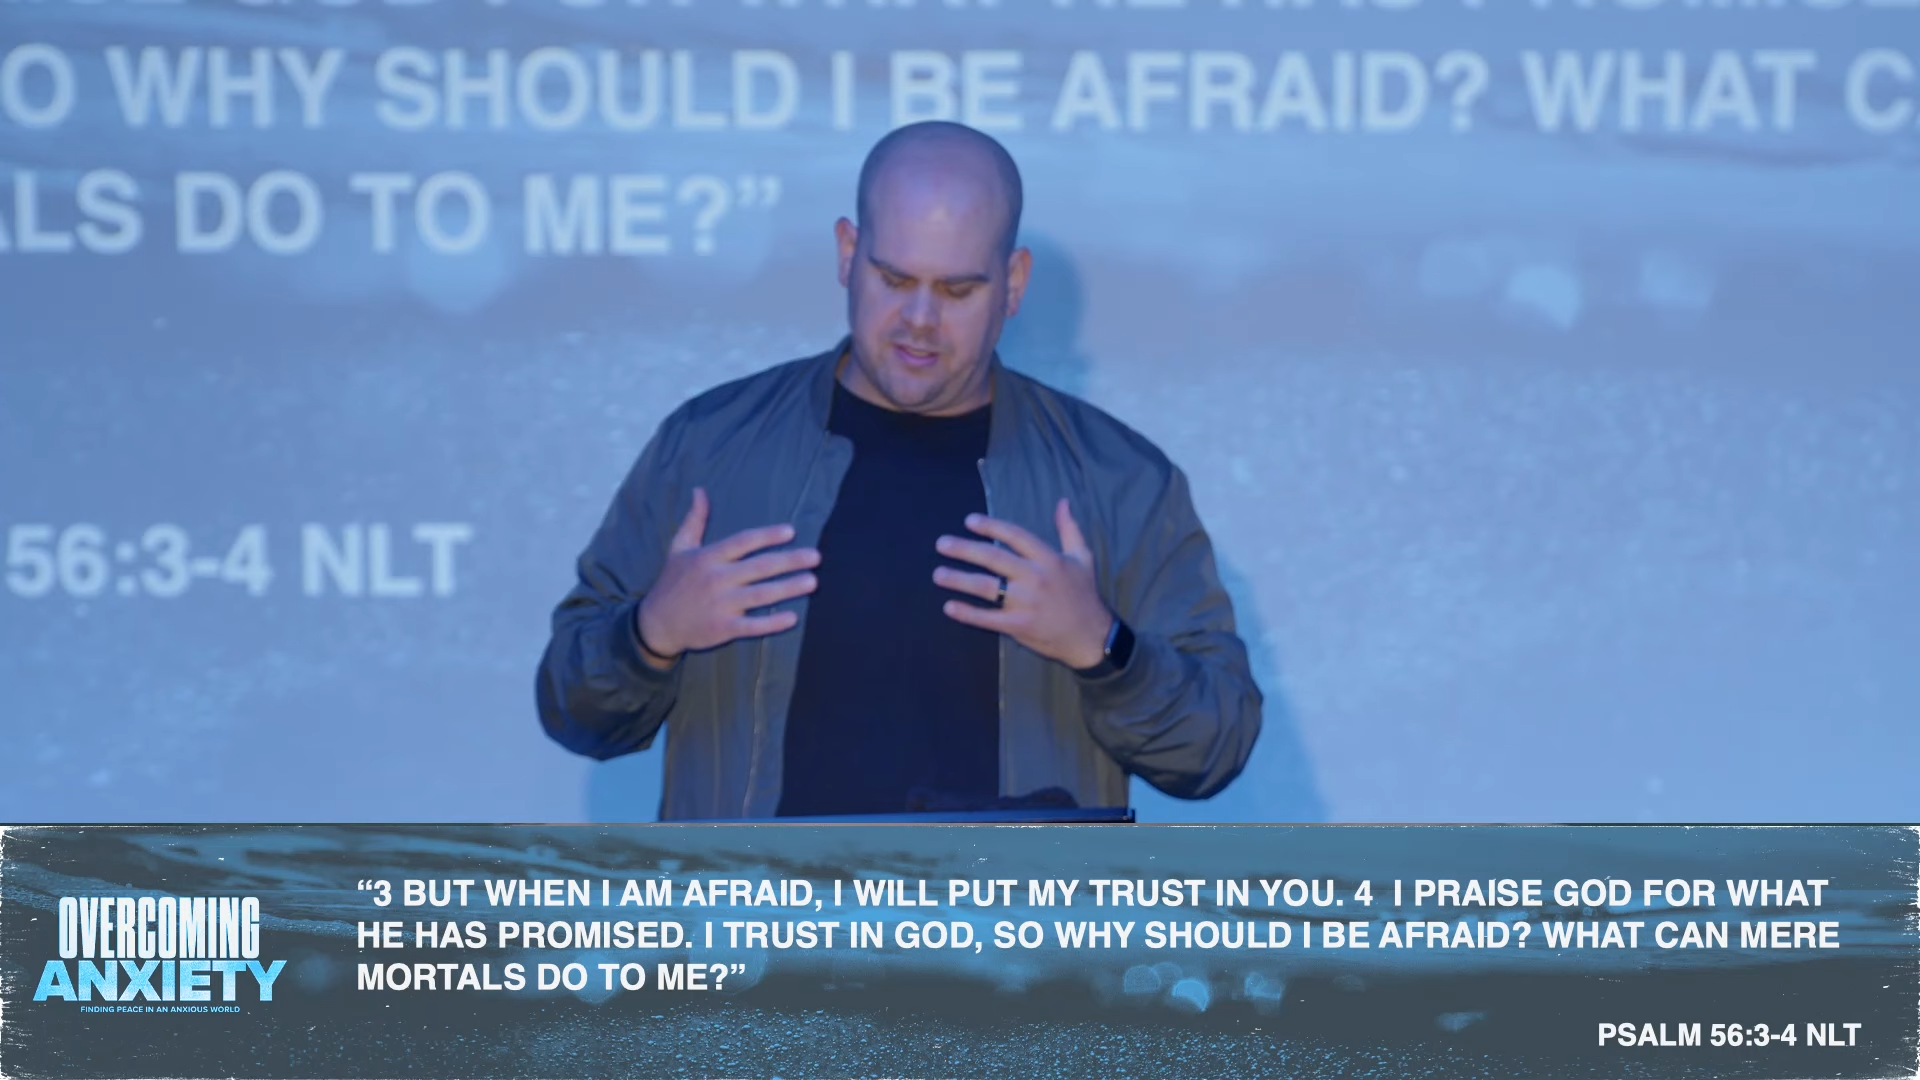 O WHY SHOULD I BE AFRAID? WHAT
ALS DO TO ME?”
56:3-4 NLT
OVERCOMING
ANXIETY
FINDING PEACE IN AN ANXIOUS WORLD
“3 BUT WHEN I AM AFRAID, I WILL PUT MY TRUST IN YOU. 4 I PRAISE GOD FOR WHAT
HE HAS PROMISED. I TRUST IN GOD, SO WHY SHOULD I BE AFRAID? WHAT CAN MERE
MORTALS DO TO ME?”
PSALM 56:3-4 NLT